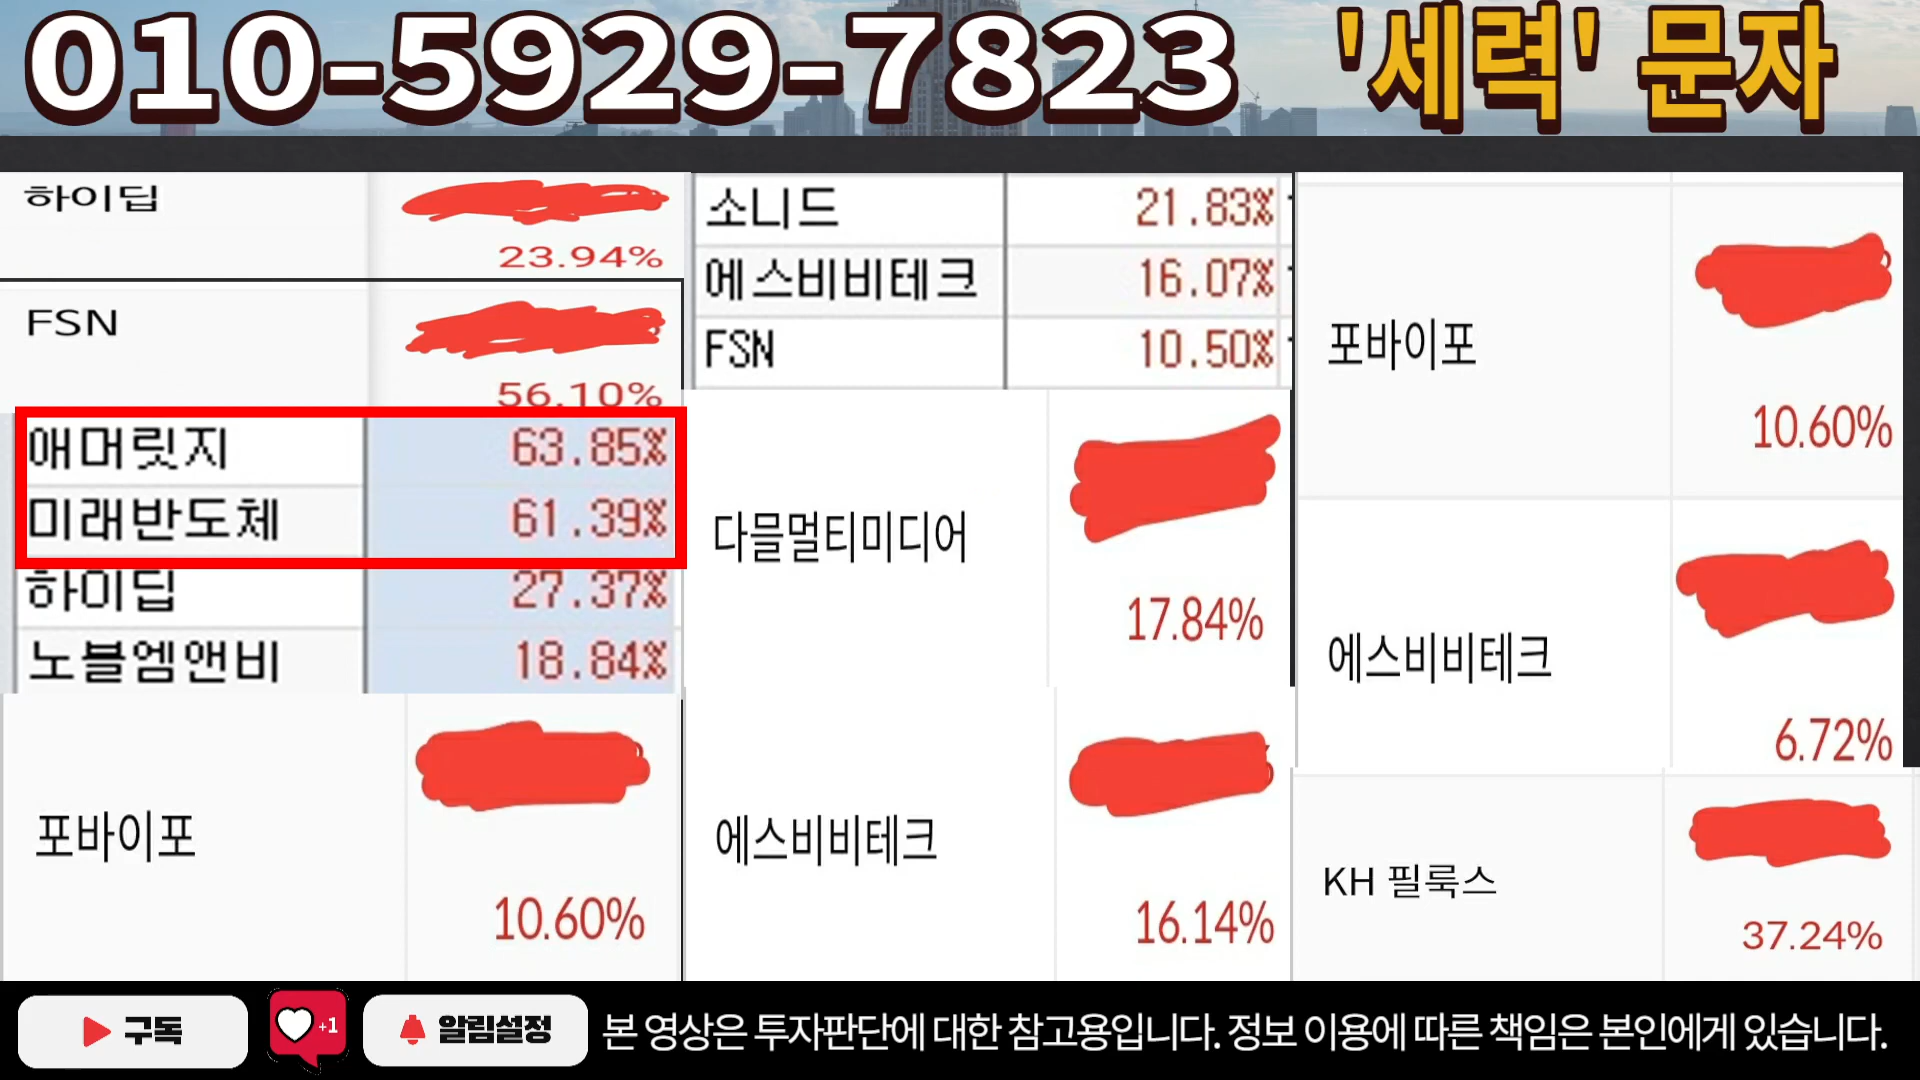 010-5929-7823 '세력' 문자
하이딥
23.94%
FSN
56.10%
애머릿지 63.85%
미래반도체 61.39%
하이딥 27.37%
노블엠앤비 18.84%
포바이포
10.60%
소니드 21.83%
에스비비테크 16.07%
FSN 10.50%
다믈멀티미디어
17.84%
에스비비테크
16.14%
포바이포
10.60%
에스비비테크
6.72%
KH 필룩스
37.24%
구독 +1 알림설정 본 영상은 투자판단에 대한 참고용입니다. 정보 이용에 따른 책임은 본인에게 있습니다.